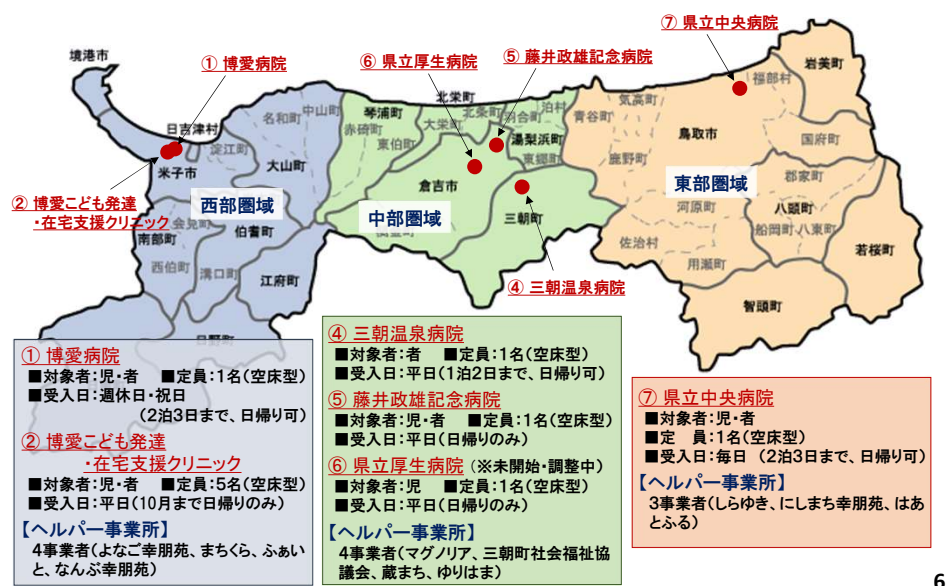 ⑦ 県立中央病院
境港市
① 博愛病院
⑥ 県立厚生病院
⑤ 藤井政雄記念病院
岩美町
福部村
北栄町
日吉津村
名和町
中山町
琴浦町
北条町
泊村
大栄町
羽合町
気高町
青谷町
赤碕町
淀江町
東伯町
湯梨浜町
鳥取市
国府町
米子市
大山町
東郷町
鹿野町
倉吉市
郡家町
② 博愛こども発達
・在宅支援クリニック
西部圏域
中部圏域
東部圏域
会見町
三朝町
河原町
八頭町
南部町
伯耆町
船岡町
八東町
若桜町
佐治村
西伯町
溝口町
江府町
用瀬町
④ 三朝温泉病院
智頭町
日野町
① 博愛病院
■対象者:児・者 ■定員:1名(空床型)
■受入日:週休日・祝日
(2泊3日まで、日帰り可)
② 博愛こども発達
・在宅支援クリニック
■対象者:児・者 ■定員:5名(空床型)
■受入日:平日(10月まで日帰りのみ)
【ヘルパー事業所】
4事業者(よなご幸朋苑、まちくら、ふぁい
と、なんぶ幸朋苑)
④ 三朝温泉病院
■対象者:者 ■定員:1名(空床型)
■受入日:平日(1泊2日まで、日帰り可)
⑤ 藤井政雄記念病院
■対象者:児・者 ■定員:1名(空床型)
■受入日:平日(日帰りのみ)
⑥ 県立厚生病院 (※未開始・調整中)
■対象者:児 ■定員:1名(空床型)
■受入日:平日(日帰りのみ)
【ヘルパー事業所】
4事業者(マグノリア、三朝町社会福祉協
議会、蔵まち、ゆりはま)
⑦ 県立中央病院
■対象者:児・者
■定 員:1名(空床型)
■受入日:毎日 (2泊3日まで、日帰り可)
【ヘルパー事業所】
3事業者(しらゆき、にしまち幸朋苑、はあ
とふる)
6